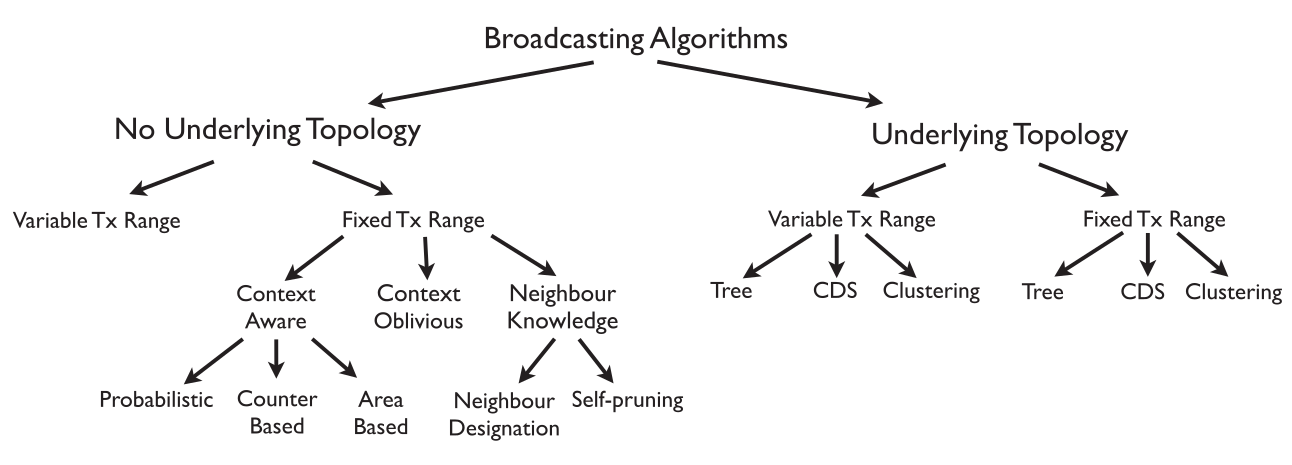 Broadcasting Algorithms
No Underlying Topology
Underlying Topology
Variable Tx Range
Fixed Tx Range
Variable Tx Range
Fixed Tx Range
Context
Aware
Context
Oblivious
Neighbour
Knowledge
Tree
CDS
Clustering
Tree
CDS
Clustering
Probabilistic
Counter
Based
Area
Based
Neighbour
Designation
Self-pruning